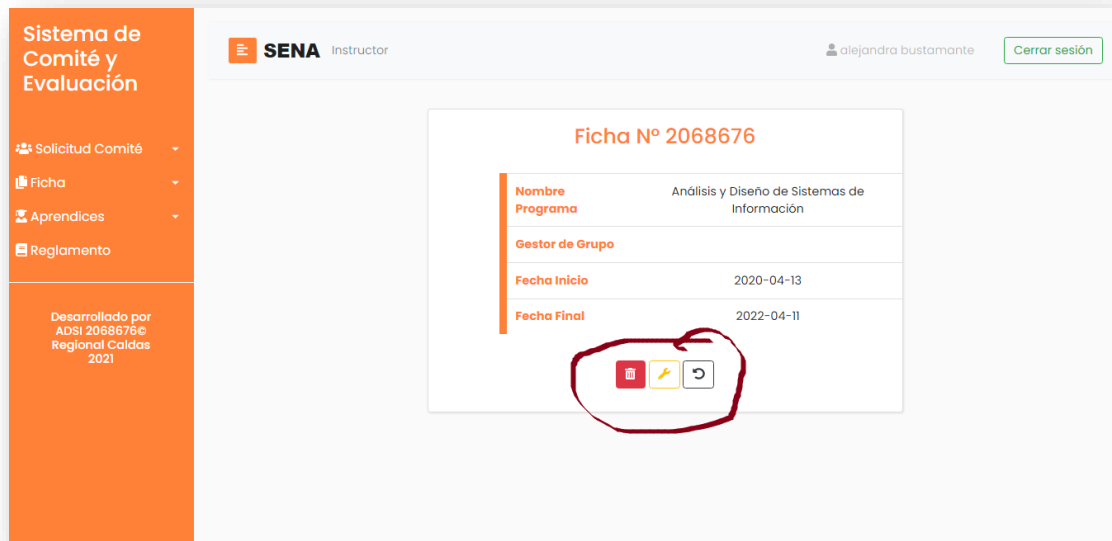 Sistema de
Comité y
Evaluación
Solicitud Comité
Ficha
Aprendices
Reglamento
Desarrollado por
ADSI 2068676©
Regional Caldas
2021
SENA Instructor
alejandra bustamante
Cerrar sesión
Ficha Nº 2068676
Nombre
Programa
Análisis y Diseño de Sistemas de
Información
Gestor de Grupo
Fecha Inicio 2020-04-13
Fecha Final 2022-04-11